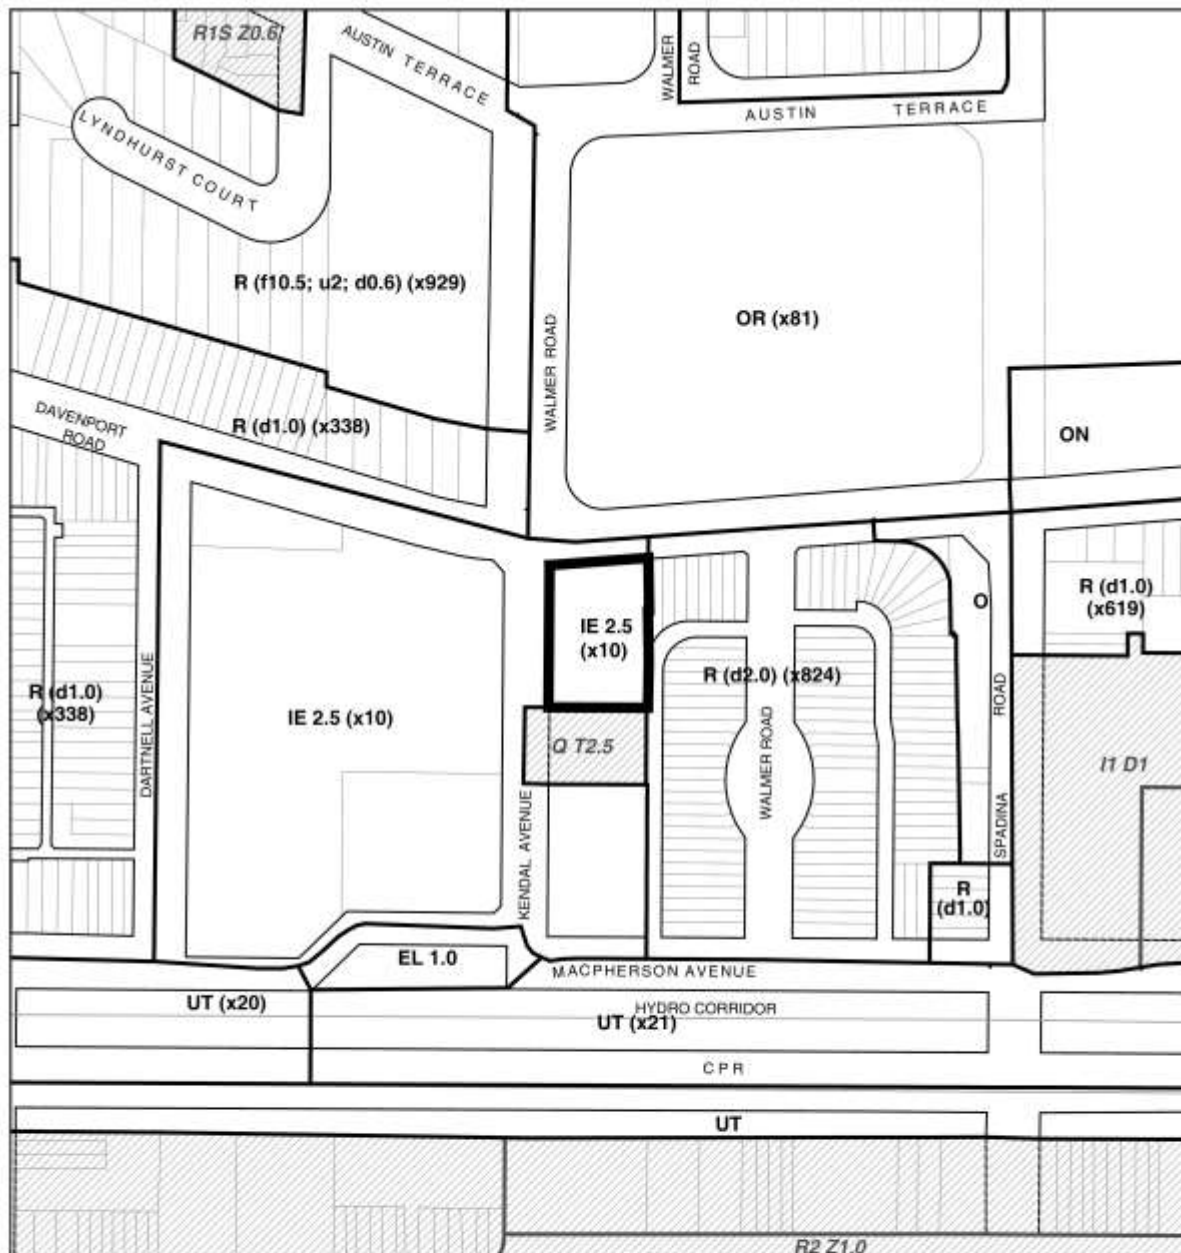 R1S Z0.6
AUSTIN TERRACE
WALMER
ROAD
AUSTIN TERRACE
LYNDHURST COURT
R (f10.5; u2; d0.6) (x929)
OR (x81)
WALMER ROAD
DAVENPORT
ROAD
R (d1.0) (x338)
ON
R (d1.0)
(x619)
O
IE 2.5
(x10)
R (d2.0) (x824)
R (d1.0)
(x338)
DARTNELL AVENUE
IE 2.5 (x10)
Q T2.5
WALMER ROAD
SPADINA ROAD
I1 D1
KENDAL AVENUE
R
(d1.0)
EL 1.0
MACPHERSON AVENUE
UT (x20)
HYDRO CORRIDOR
UT (x21)
CPR
UT
R2 Z1.0